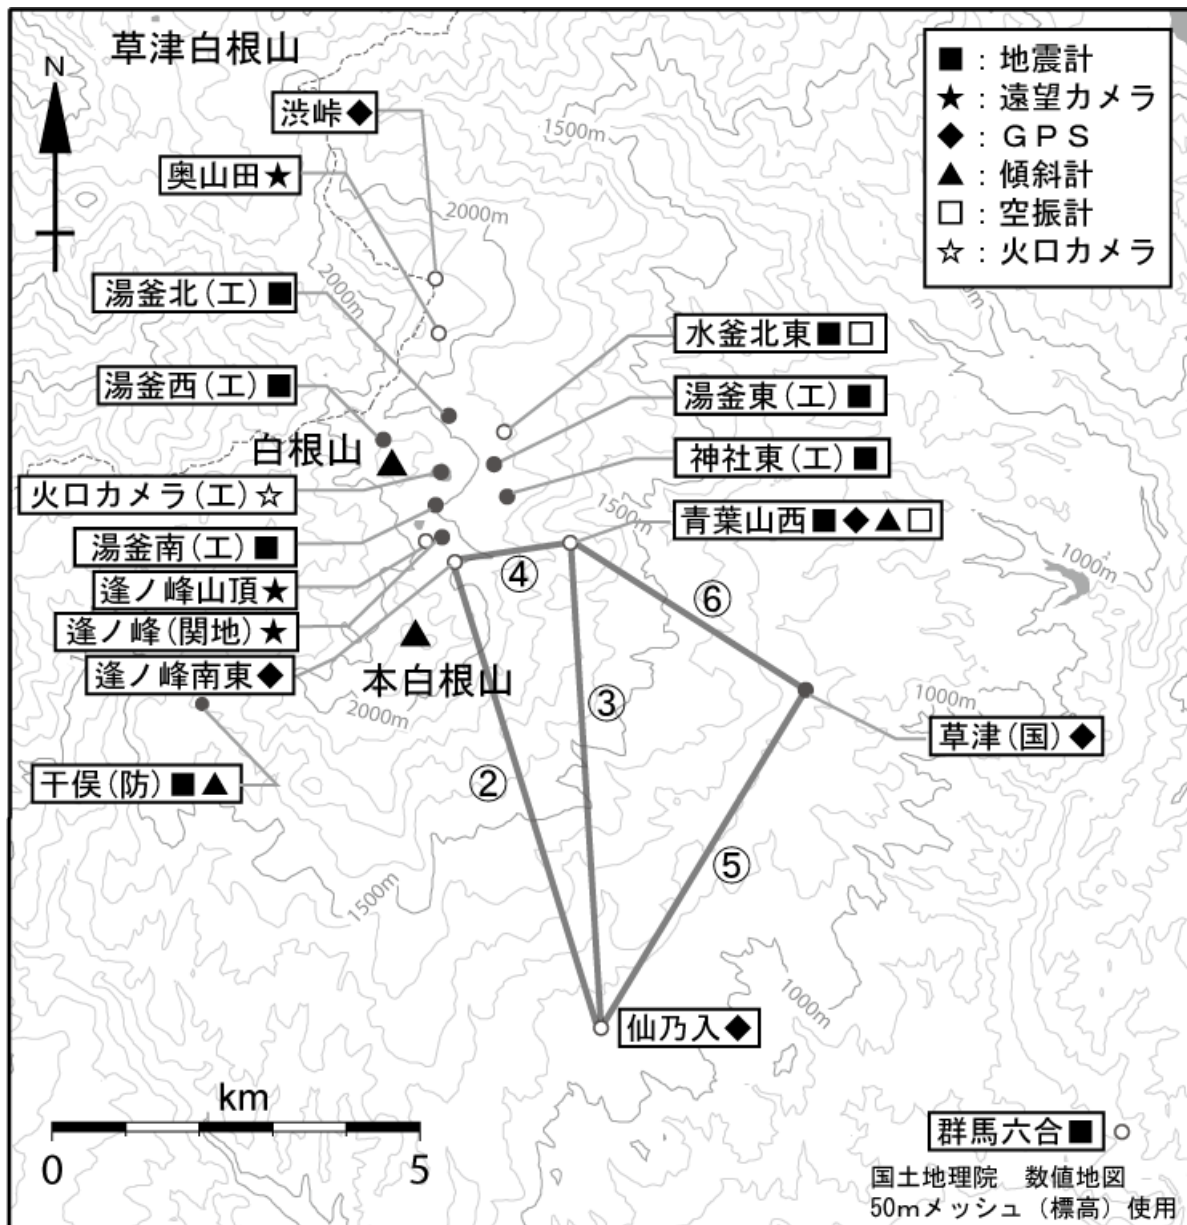 草津白根山
N
渋峠◆
奥山田★
湯釜北(工)■
湯釜西(工)■
白根山
火口カメラ(工)☆
湯釜南(工)■
逢ノ峰山頂★
逢ノ峰(関地)★
逢ノ峰南東◆
本白根山
干俣(防)■▲
■：地震計
★：遠望カメラ
◆：ＧＰＳ
▲：傾斜計
□：空振計
☆：火口カメラ
水釜北東■□
湯釜東(工)■
神社東(工)■
青葉山西■◆▲□
草津(国)◆
仙乃入◆
群馬六合■
1500m
2000m
2000m
1500m
1000m
1000m
2000m
1500m
1000m
④
⑥
③
②
⑤
km
0 5
国土地理院 数値地図
50mメッシュ（標高）使用